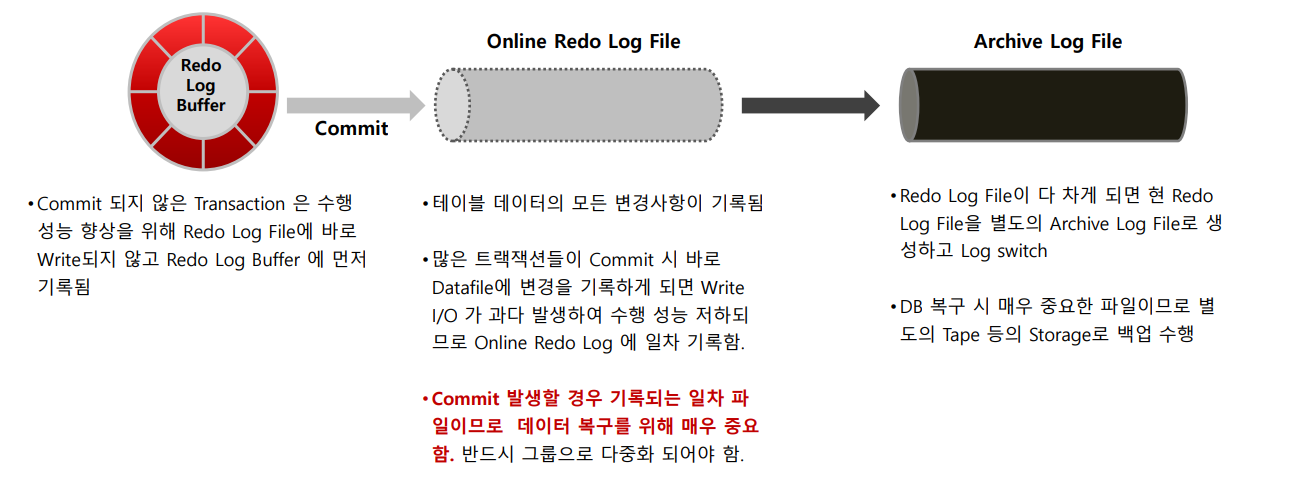 Redo
Log
Buffer
Commit
Online Redo Log File
Archive Log File
•Commit 되지 않은 Transaction 은 수행
성능 향상을 위해 Redo Log File에 바로
Write되지 않고 Redo Log Buffer 에 먼저
기록됨
•테이블 데이터의 모든 변경사항이 기록됨
•많은 트랙잭션들이 Commit 시 바로
Datafile에 변경을 기록하게 되면 Write
I/O 가 과다 발생하여 수행 성능 저하되
므로 Online Redo Log 에 일차 기록함.
•Commit 발생할 경우 기록되는 일차 파
일이므로 데이터 복구를 위해 매우 중요
함. 반드시 그룹으로 다중화 되어야 함.
•Redo Log File이 다 차게 되면 현 Redo
Log File을 별도의 Archive Log File로 생
성하고 Log switch
•DB 복구 시 매우 중요한 파일이므로 별
도의 Tape 등의 Storage로 백업 수행